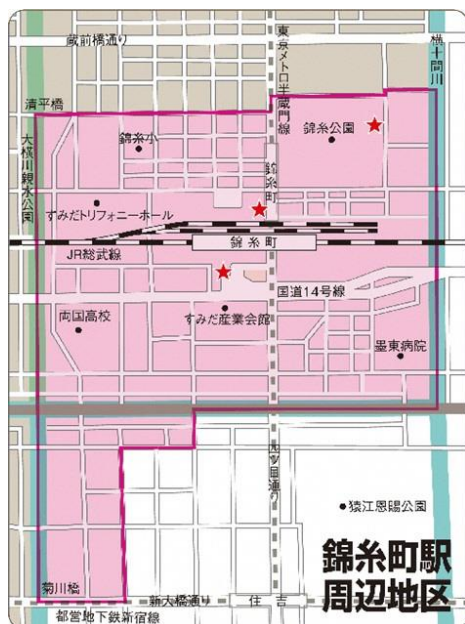 東京メトロ半蔵門線
横十間川
蔵前橋通り
清平橋
大横川親水公園
錦糸小
錦糸公園
錦糸町
すみだトリフォニーホール
錦糸町
JR総武線
国道14号線
両国高校
すみだ産業会館
墨東病院
四ツ目通り
猿江恩賜公園
錦糸町駅
周辺地区
菊川橋
新大橋通り
住吉
都営地下鉄新宿線